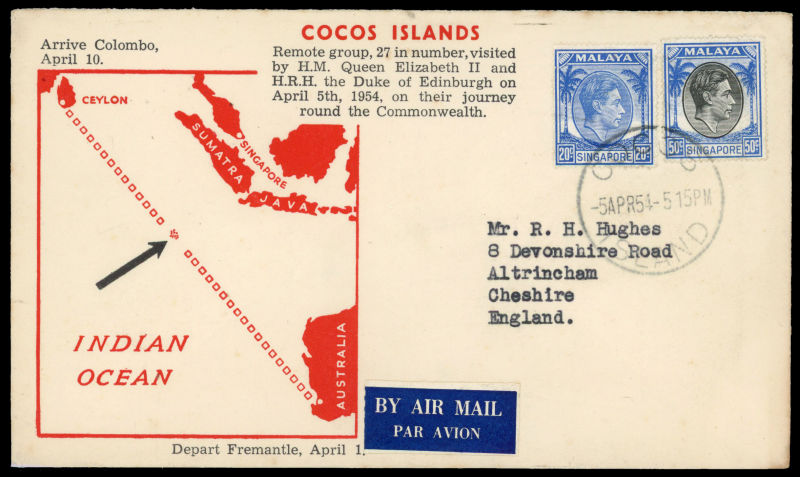 COCOS ISLANDS
Arrive Colombo,
April 10.
Remote group, 27 in number, visited
by H.M. Queen Elizabeth II and
H.R.H. the Duke of Edinburgh on
April 5th, 1954, on their journey
round the Commonwealth.
MALAYA
20c SINGAPORE 20c
MALAYA
50c SINGAPORE 50c
COCOS
-5APR54-5 15PM
ISLAND
CEYLON
SINGAPORE
SUMATRA
JAVA
INDIAN
OCEAN
AUSTRALIA
Depart Fremantle, April 1.
Mr. R. H. Hughes
8 Devonshire Road
Altrincham
Cheshire
England.
BY AIR MAIL
PAR AVION